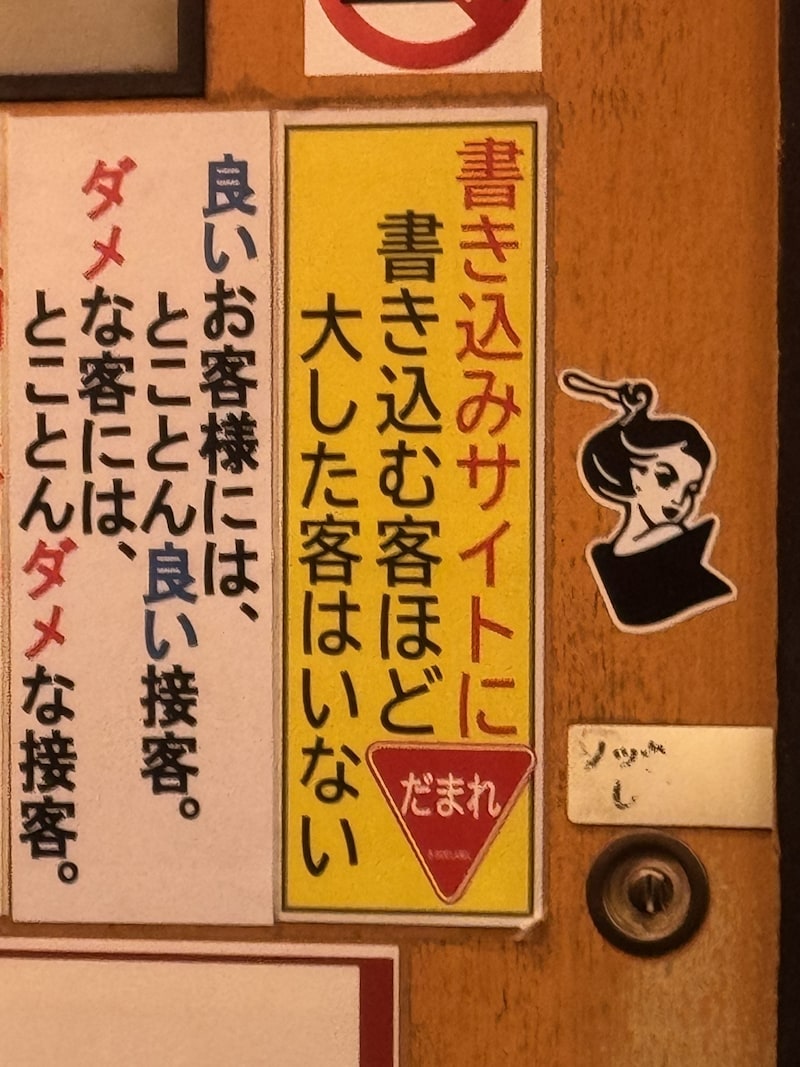 書き込みサイトに
書き込む客ほど
大した客はいない
だまれ
良いお客様には、
とことん良い接客。
ダメな客には、
とことんダメな接客。